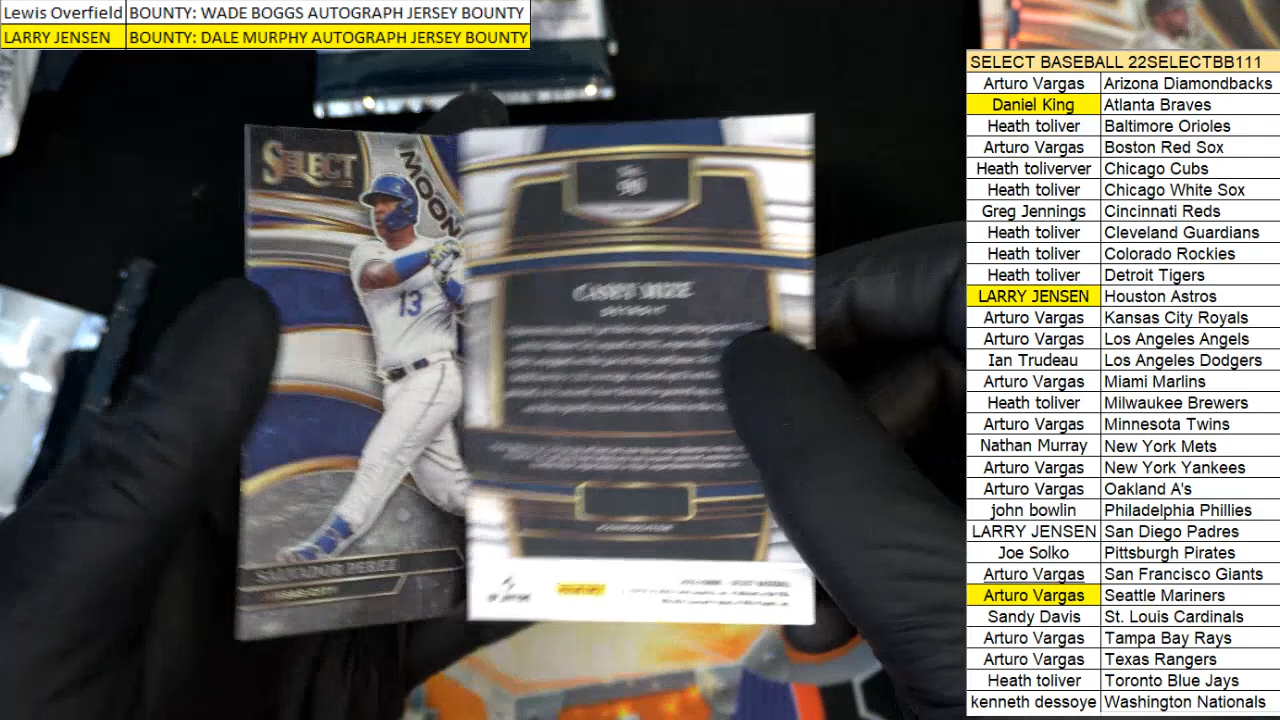 Lewis Overfield BOUNTY: WADE BOGGS AUTOGRAPH JERSEY BOUNTY
LARRY JENSEN BOUNTY: DALE MURPHY AUTOGRAPH JERSEY BOUNTY
SELECT BASEBALL 22SELECTBB111
Arturo Vargas Arizona Diamondbacks
Daniel King Atlanta Braves
Heath toliver Baltimore Orioles
Arturo Vargas Boston Red Sox
Heath toliverver Chicago Cubs
Heath toliver Chicago White Sox
Greg Jennings Cincinnati Reds
Heath toliver Cleveland Guardians
Heath toliver Colorado Rockies
Heath toliver Detroit Tigers
LARRY JENSEN Houston Astros
Arturo Vargas Kansas City Royals
Arturo Vargas Los Angeles Angels
Ian Trudeau Los Angeles Dodgers
Arturo Vargas Miami Marlins
Heath toliver Milwaukee Brewers
Arturo Vargas Minnesota Twins
Nathan Murray New York Mets
Arturo Vargas New York Yankees
Arturo Vargas Oakland A's
john bowlin Philadelphia Phillies
LARRY JENSEN San Diego Padres
Joe Solko Pittsburgh Pirates
Arturo Vargas San Francisco Giants
Arturo Vargas Seattle Mariners
Sandy Davis St. Louis Cardinals
Arturo Vargas Tampa Bay Rays
Arturo Vargas Texas Rangers
Heath toliver Toronto Blue Jays
kenneth dessoye Washington Nationals
SELECT
MOON
13
SALVADOR PEREZ
CASEY MIZE
DETROIT
PANINI